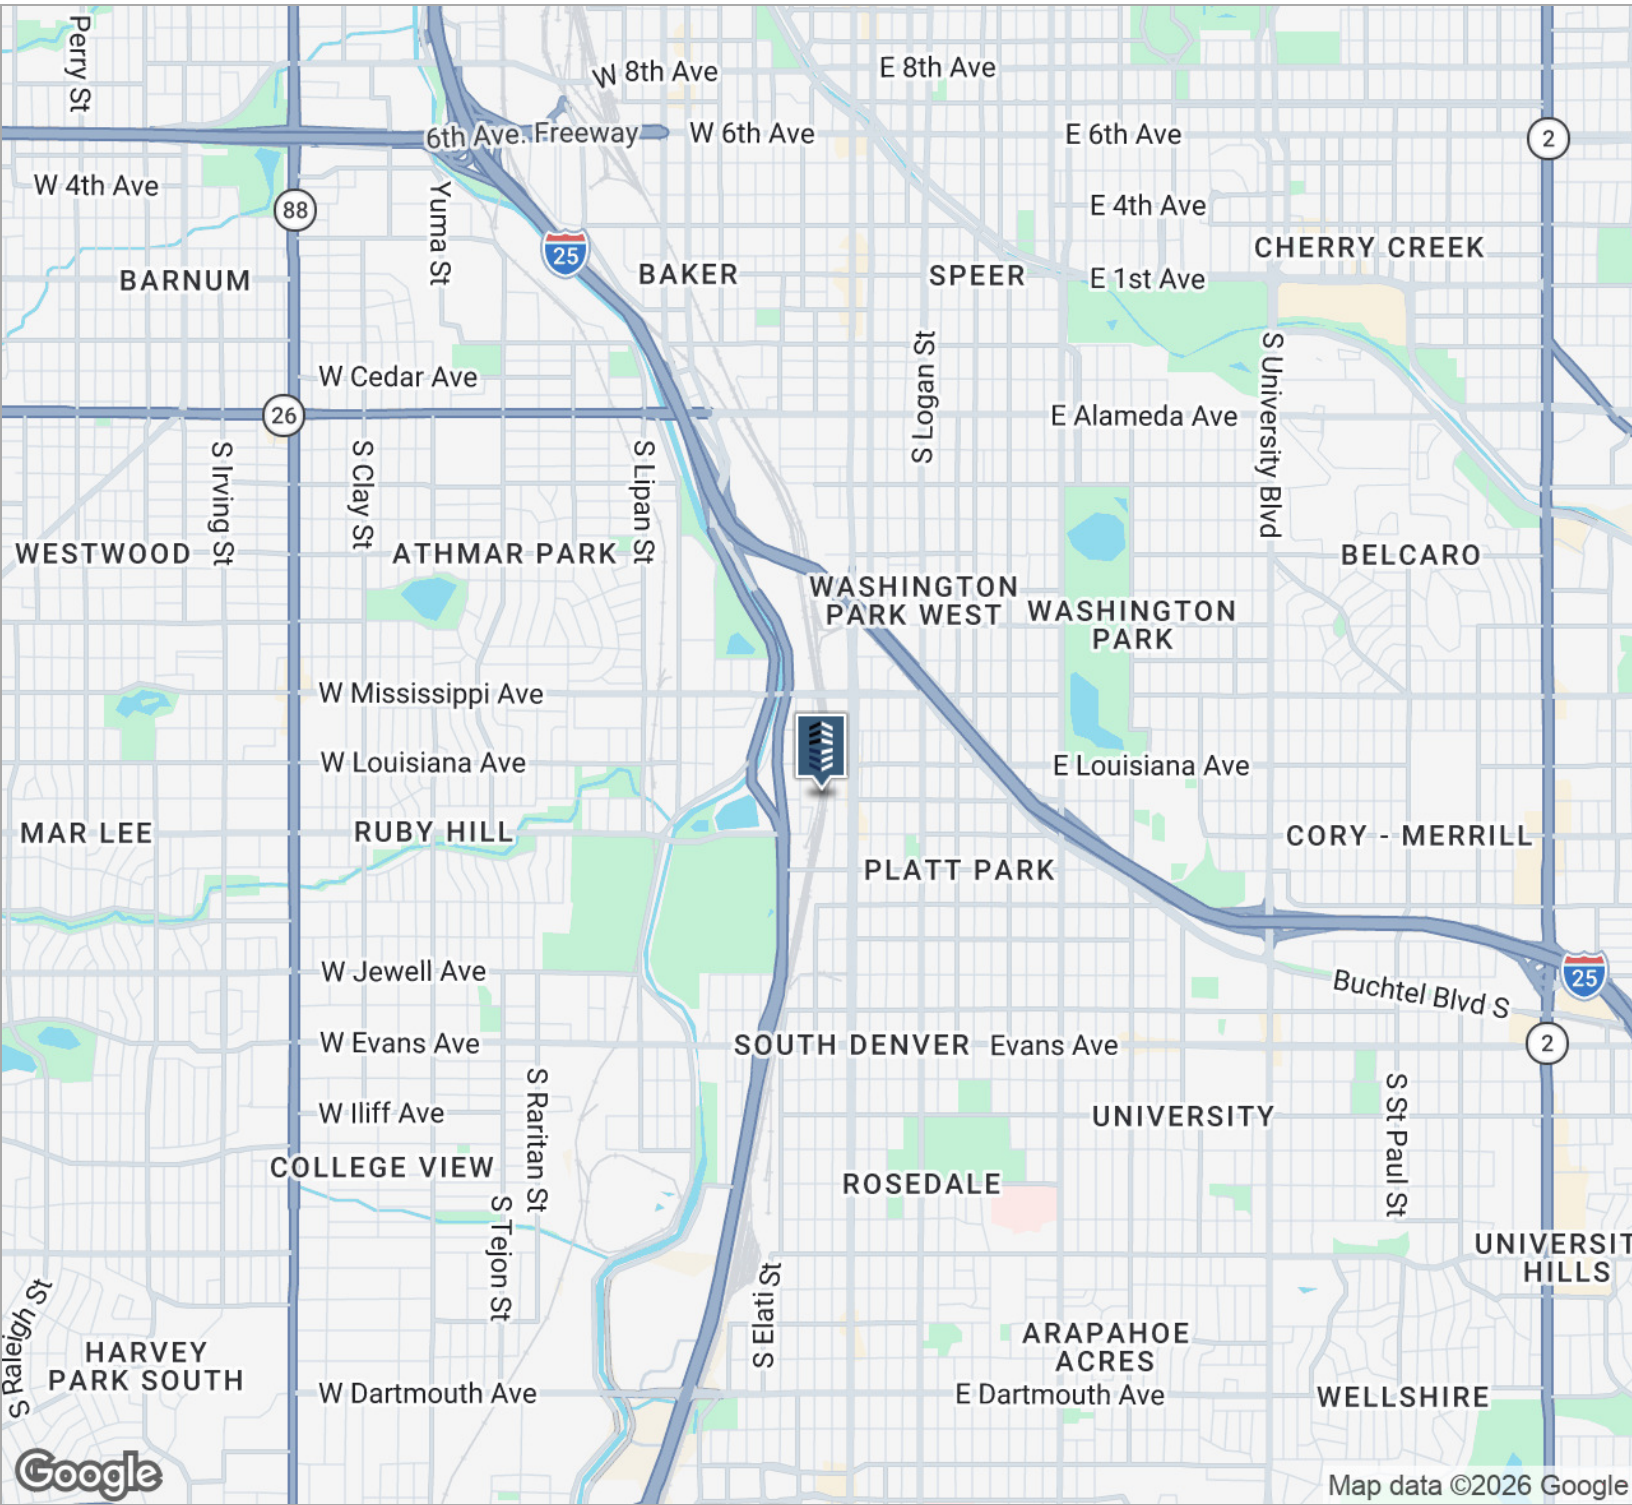 Perry St
W 8th Ave
E 8th Ave
6th Ave. Freeway
W 6th Ave
E 6th Ave
2
W 4th Ave
88
Yuma St
E 4th Ave
25
BARNUM
BAKER
SPEER
E 1st Ave
CHERRY CREEK
W Cedar Ave
S Logan St
S University Blvd
26
E Alameda Ave
S Irving St
S Clay St
S Lipan St
WESTWOOD
ATHMAR PARK
BELCARO
WASHINGTON
PARK WEST
WASHINGTON
PARK
W Mississippi Ave
W Louisiana Ave
E Louisiana Ave
MAR LEE
RUBY HILL
CORY - MERRILL
PLATT PARK
W Jewell Ave
25
Buchtel Blvd S
W Evans Ave
SOUTH DENVER
Evans Ave
2
S Raritan St
S St Paul St
W Iliff Ave
UNIVERSITY
COLLEGE VIEW
ROSEDALE
S Tejon St
UNIVERSIT
HILLS
S Elati St
S Raleigh St
HARVEY
PARK SOUTH
ARAPAHOE
ACRES
W Dartmouth Ave
E Dartmouth Ave
WELLSHIRE
Google
Map data ©2026 Google